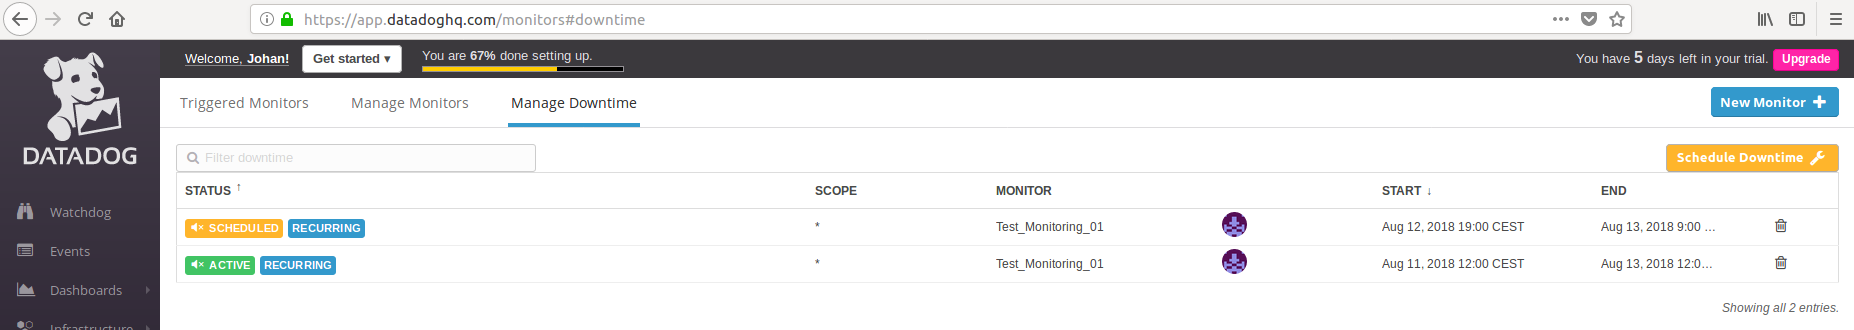 https://app.datadoghq.com/monitors#downtime
Welcome, Johan!
Get started ▾
You are 67% done setting up.
You have 5 days left in your trial.
Upgrade
DATADOG
Triggered Monitors
Manage Monitors
Manage Downtime
New Monitor +
Filter downtime
Schedule Downtime
STATUS ↑ SCOPE MONITOR START ↓ END
SCHEDULED RECURRING * Test_Monitoring_01 Aug 12, 2018 19:00 CEST Aug 13, 2018 9:00 ...
ACTIVE RECURRING * Test_Monitoring_01 Aug 11, 2018 12:00 CEST Aug 13, 2018 12:0...
Showing all 2 entries.
Watchdog
Events
Dashboards
Infrastructure